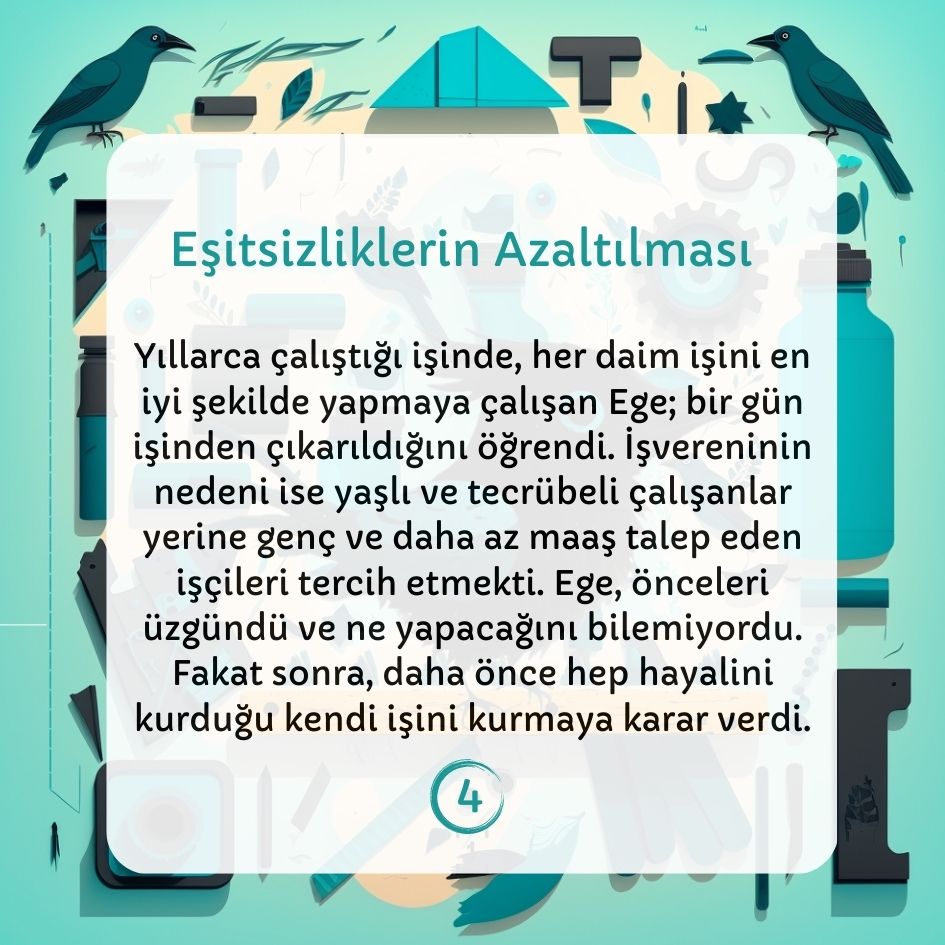 Eşitsizliklerin Azaltılması
Yıllarca çalıştığı işinde, her daim işini en
iyi şekilde yapmaya çalışan Ege; bir gün
işinden çıkarıldığını öğrendi. İşvereninin
nedeni ise yaşlı ve tecrübeli çalışanlar
yerine genç ve daha az maaş talep eden
işçileri tercih etmekti. Ege, önceleri
üzgündü ve ne yapacağını bilemiyordu.
Fakat sonra, daha önce hep hayalini
kurduğu kendi işini kurmaya karar verdi.
4